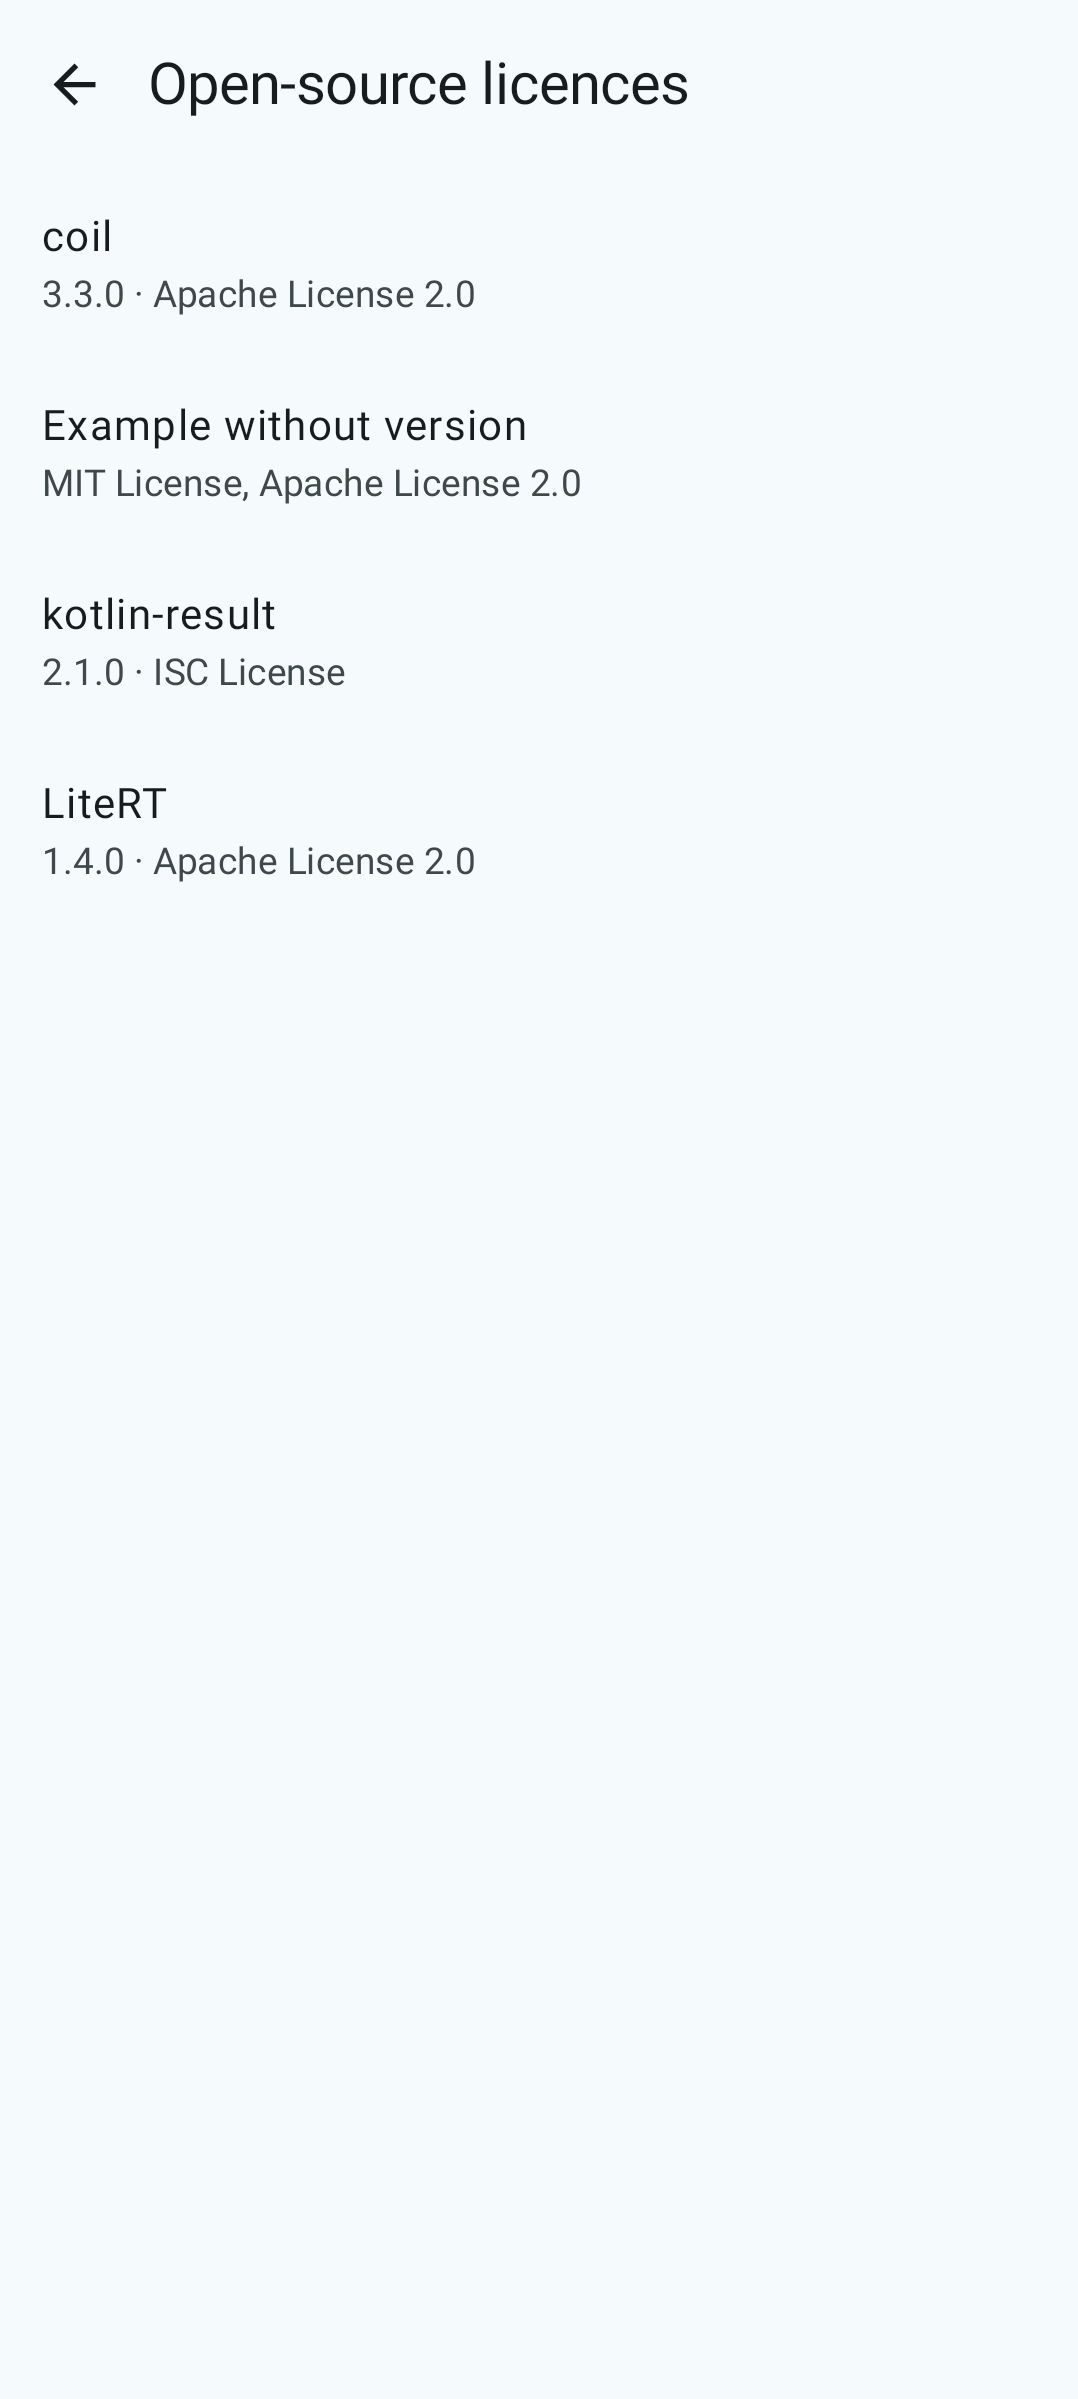 Open-source licences
coil
3.3.0 · Apache License 2.0
Example without version
MIT License, Apache License 2.0
kotlin-result
2.1.0 · ISC License
LiteRT
1.4.0 · Apache License 2.0